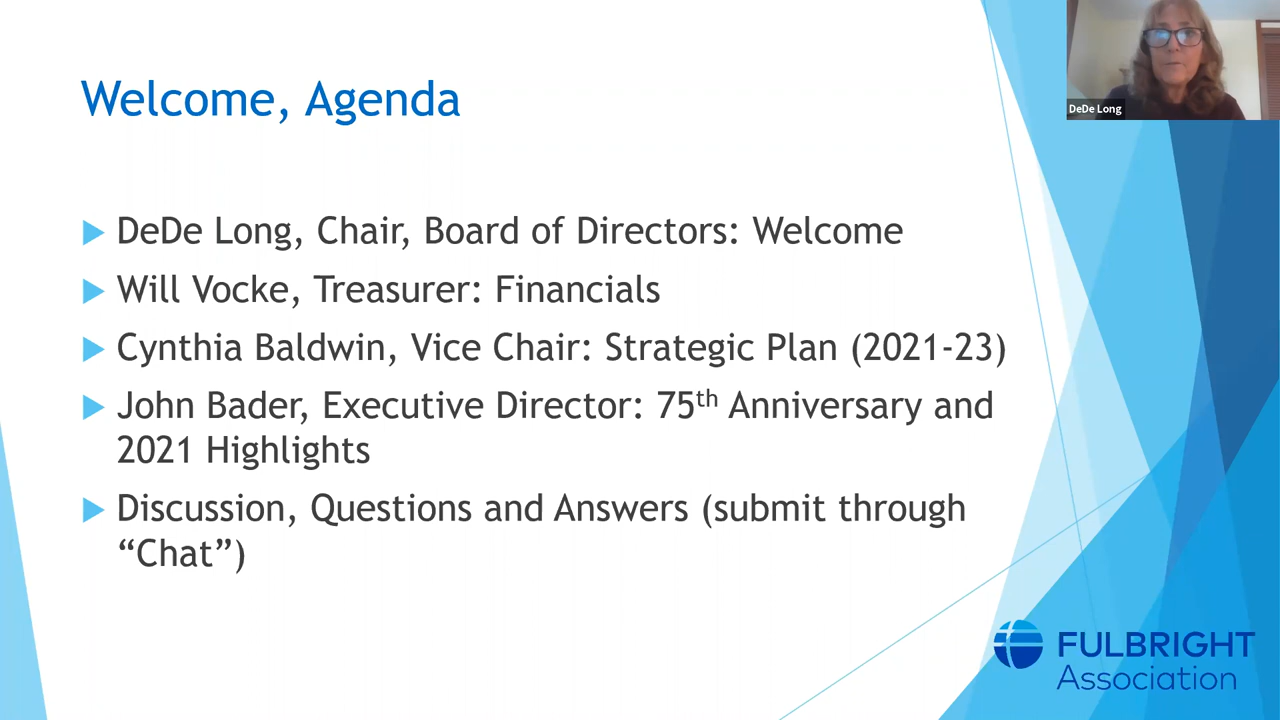 Welcome, Agenda
DeDe Long
DeDe Long, Chair, Board of Directors: Welcome
Will Vocke, Treasurer: Financials
Cynthia Baldwin, Vice Chair: Strategic Plan (2021-23)
John Bader, Executive Director: 75th Anniversary and
2021 Highlights
Discussion, Questions and Answers (submit through
“Chat”)
FULBRIGHT
Association